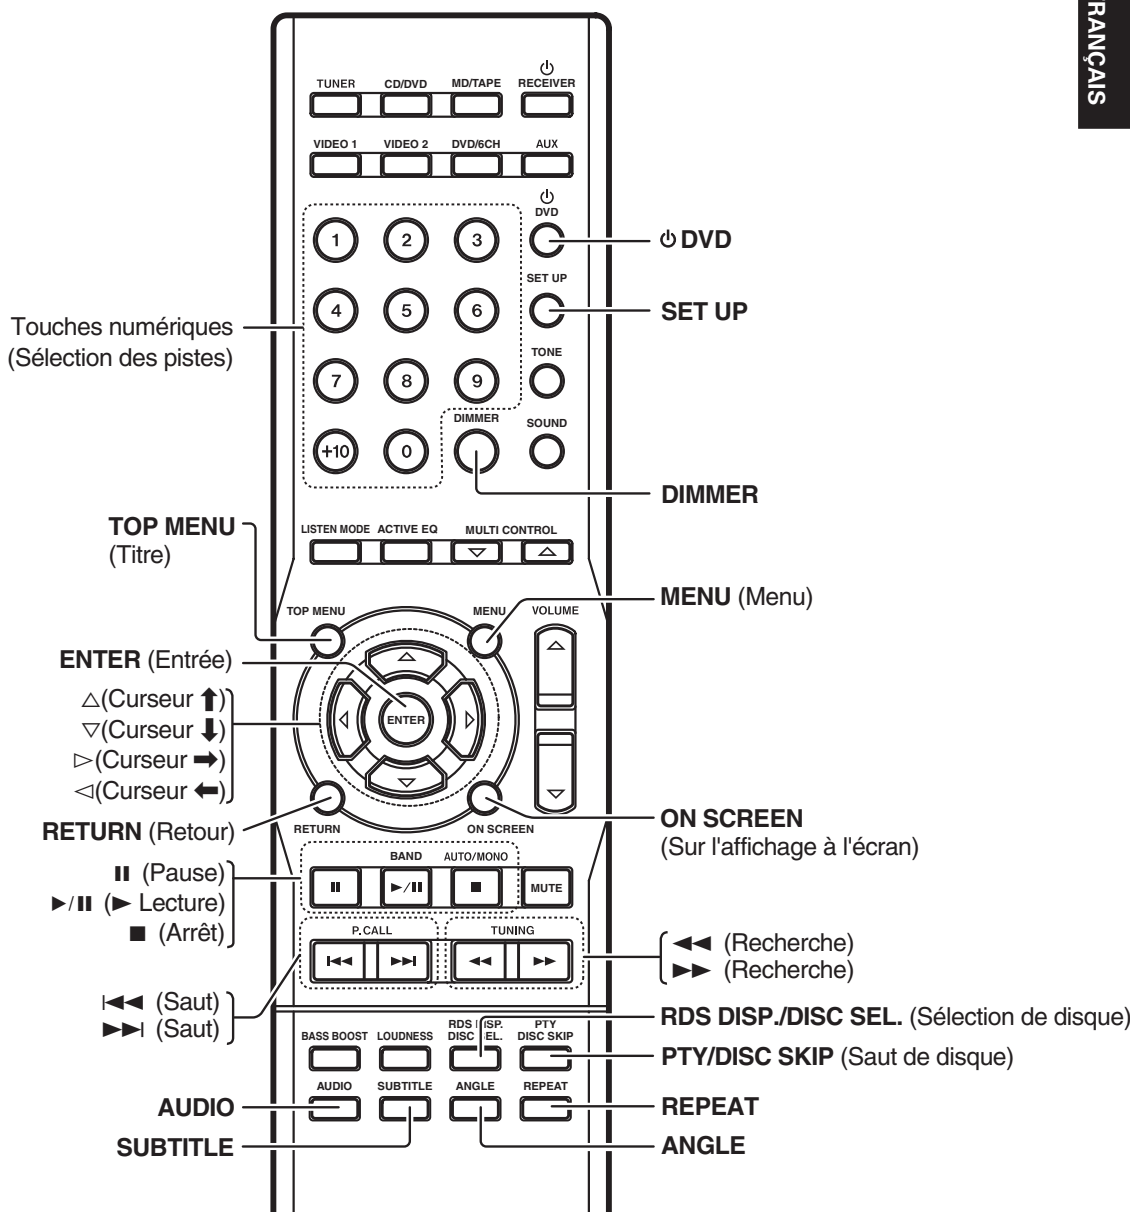 RANÇAIS
TUNER CD/DVD MD/TAPE RECEIVER
VIDEO 1 VIDEO 2 DVD/6CH AUX
DVD
1 2 3
DVD
SET UP
4 5 6
SET UP
Touches numériques
(Sélection des pistes)
TONE
7 8 9
DIMMER SOUND
+10 0
DIMMER
TOP MENU
(Titre)
LISTEN MODE ACTIVE EQ MULTI CONTROL
▽ △
MENU (Menu)
TOP MENU MENU VOLUME
ENTER (Entrée)
△(Curseur ⬆)
▽(Curseur ⬇)
▷(Curseur ➡)
◁(Curseur ⬅)
ENTER
RETURN (Retour)
ON SCREEN
(Sur l'affichage à l'écran)
RETURN ON SCREEN
BAND AUTO/MONO
II (Pause)
►/II (► Lecture)
■ (Arrêt)
II ►/II ■ MUTE
P.CALL TUNING
I◄◄ ►►I ◄◄ ►►
◄◄ (Recherche)
►► (Recherche)
I◄◄ (Saut)
►►I (Saut)
RDS DISP./DISC SEL. (Sélection de disque)
PTY/DISC SKIP (Saut de disque)
BASS BOOST LOUDNESS RDS DISP. PTY
DISC SEL. DISC SKIP
AUDIO SUBTITLE ANGLE REPEAT
AUDIO
REPEAT
SUBTITLE
ANGLE